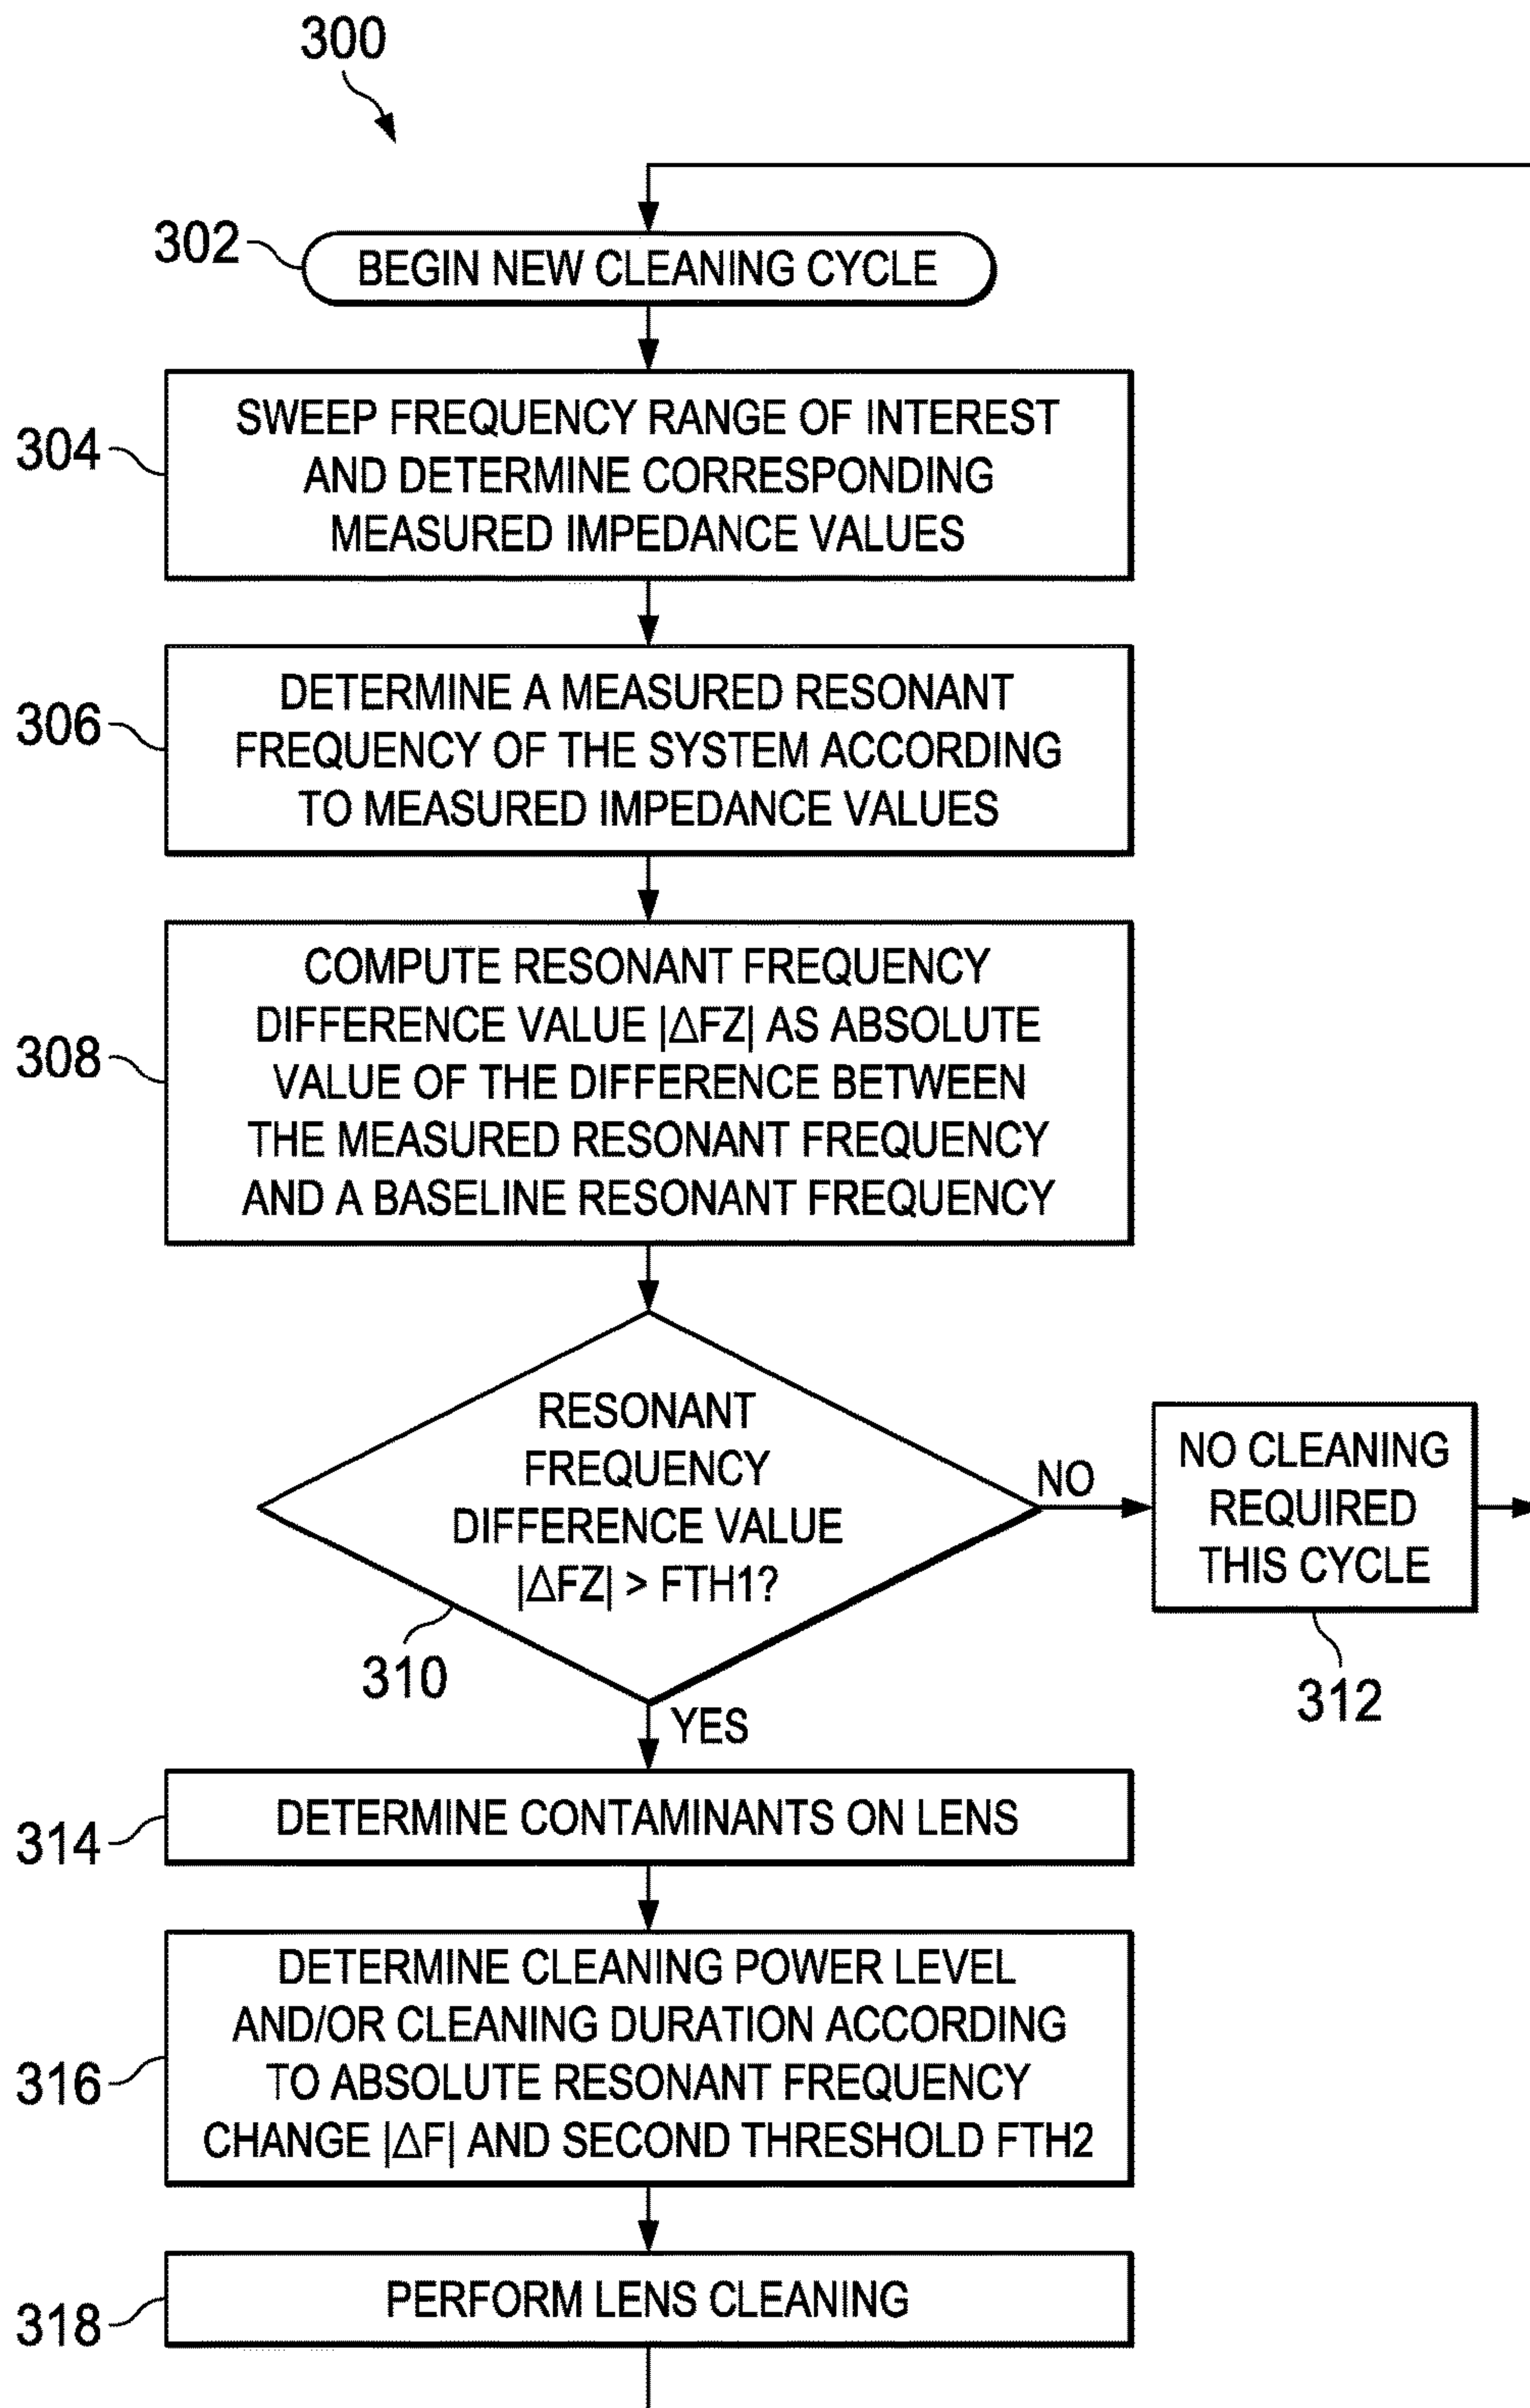 300
302
BEGIN NEW CLEANING CYCLE
304
SWEEP FREQUENCY RANGE OF INTEREST
AND DETERMINE CORRESPONDING
MEASURED IMPEDANCE VALUES
306
DETERMINE A MEASURED RESONANT
FREQUENCY OF THE SYSTEM ACCORDING
TO MEASURED IMPEDANCE VALUES
308
COMPUTE RESONANT FREQUENCY
DIFFERENCE VALUE |ΔFZ| AS ABSOLUTE
VALUE OF THE DIFFERENCE BETWEEN
THE MEASURED RESONANT FREQUENCY
AND A BASELINE RESONANT FREQUENCY
RESONANT
FREQUENCY
DIFFERENCE VALUE
|ΔFZ| > FTH1?
310
NO
NO CLEANING
REQUIRED
THIS CYCLE
312
YES
314
DETERMINE CONTAMINANTS ON LENS
316
DETERMINE CLEANING POWER LEVEL
AND/OR CLEANING DURATION ACCORDING
TO ABSOLUTE RESONANT FREQUENCY
CHANGE |ΔF| AND SECOND THRESHOLD FTH2
318
PERFORM LENS CLEANING